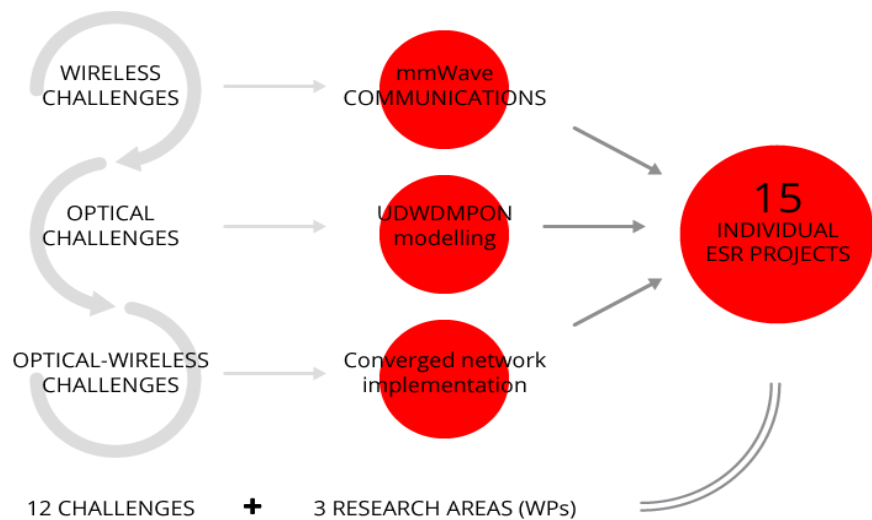 WIRELESS
CHALLENGES
mmWave
COMMUNICATIONS
OPTICAL
CHALLENGES
UDWDMPON
modelling
15
INDIVIDUAL
ESR PROJECTS
OPTICAL-WIRELESS
CHALLENGES
Converged network
implementation
12 CHALLENGES + 3 RESEARCH AREAS (WPs)